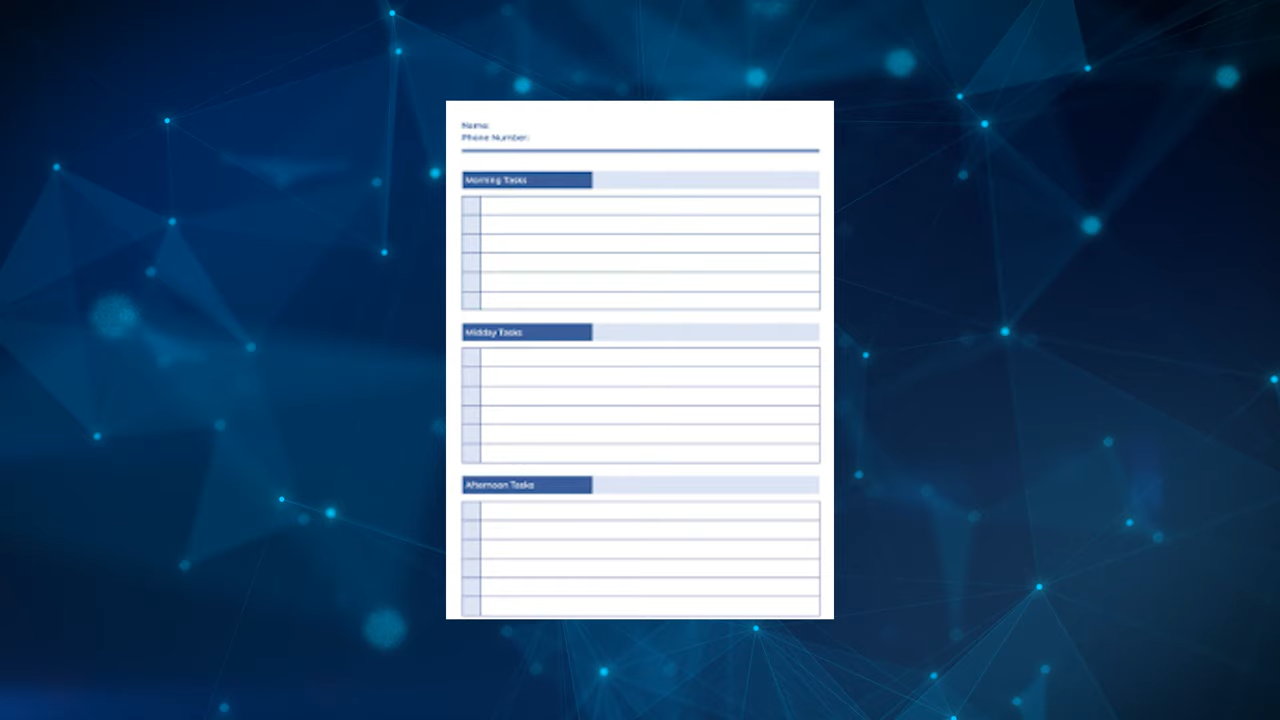 Name:
Phone Number:
Morning Tasks
Midday Tasks
Afternoon Tasks